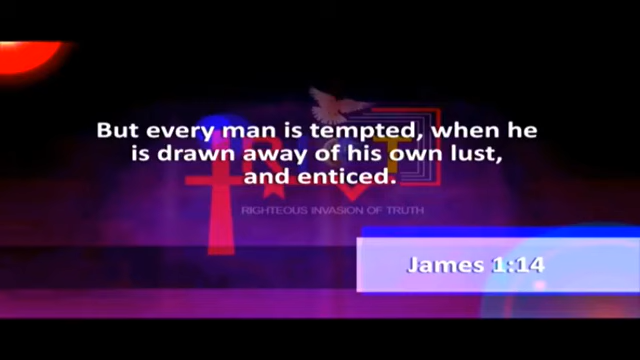 But every man is tempted, when he
is drawn away of his own lust,
and enticed.
RIGHTEOUS INVASION OF TRUTH
James 1:14